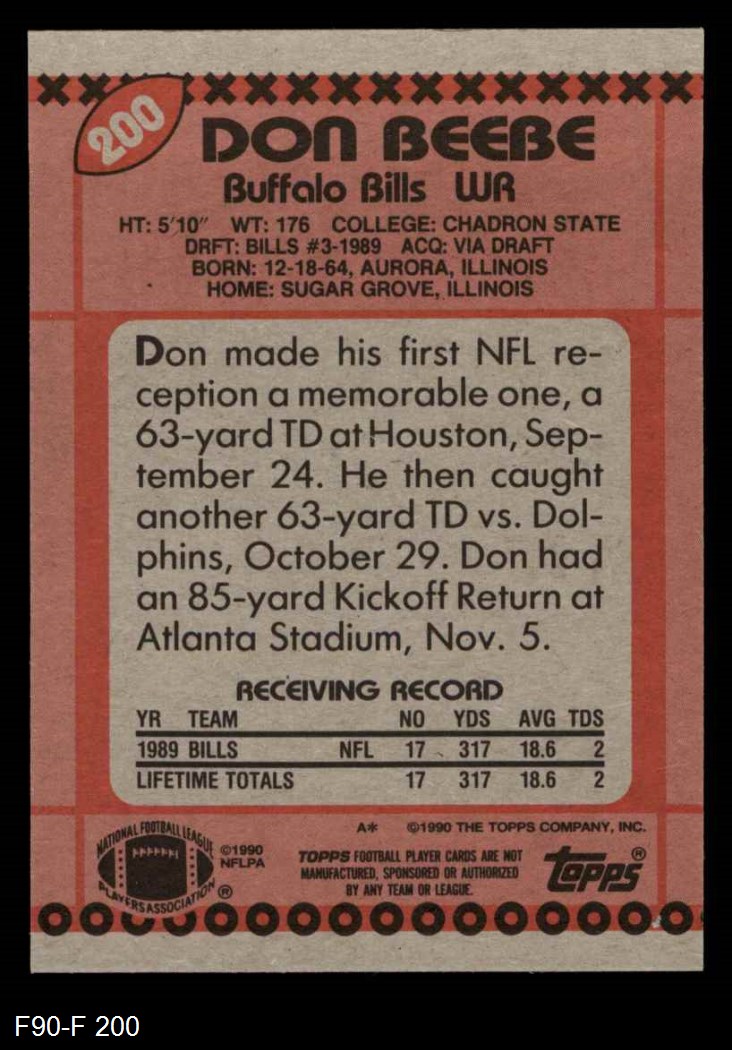 200
DON BEEBE
Buffalo Bills WR
HT: 5'10" WT: 176 COLLEGE: CHADRON STATE
DRFT: BILLS #3-1989 ACQ: VIA DRAFT
BORN: 12-18-64, AURORA, ILLINOIS
HOME: SUGAR GROVE, ILLINOIS
Don made his first NFL re-
ception a memorable one, a
63-yard TD at Houston, Sep-
tember 24. He then caught
another 63-yard TD vs. Dol-
phins, October 29. Don had
an 85-yard Kickoff Return at
Atlanta Stadium, Nov. 5.
RECEIVING RECORD
YR TEAM NO YDS AVG TDS
1989 BILLS NFL 17 317 18.6 2
LIFETIME TOTALS 17 317 18.6 2
A* ©1990 THE TOPPS COMPANY, INC.
NATIONAL FOOTBALL LEAGUE
PLAYERS ASSOCIATION ®
©1990
NFLPA
TOPPS FOOTBALL PLAYER CARDS ARE NOT
MANUFACTURED, SPONSORED OR AUTHORIZED
BY ANY TEAM OR LEAGUE.
topps®
F90-F 200